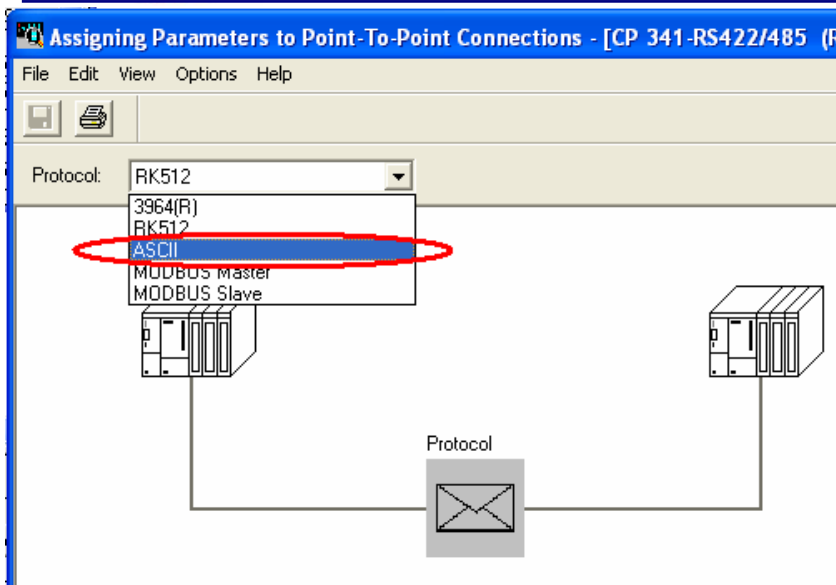 Assigning Parameters to Point-To-Point Connections - [CP 341-RS422/485 (R
File Edit View Options Help
Protocol: RK512
3964(R)
RK512
ASCII
MODBUS Master
MODBUS Slave
Protocol